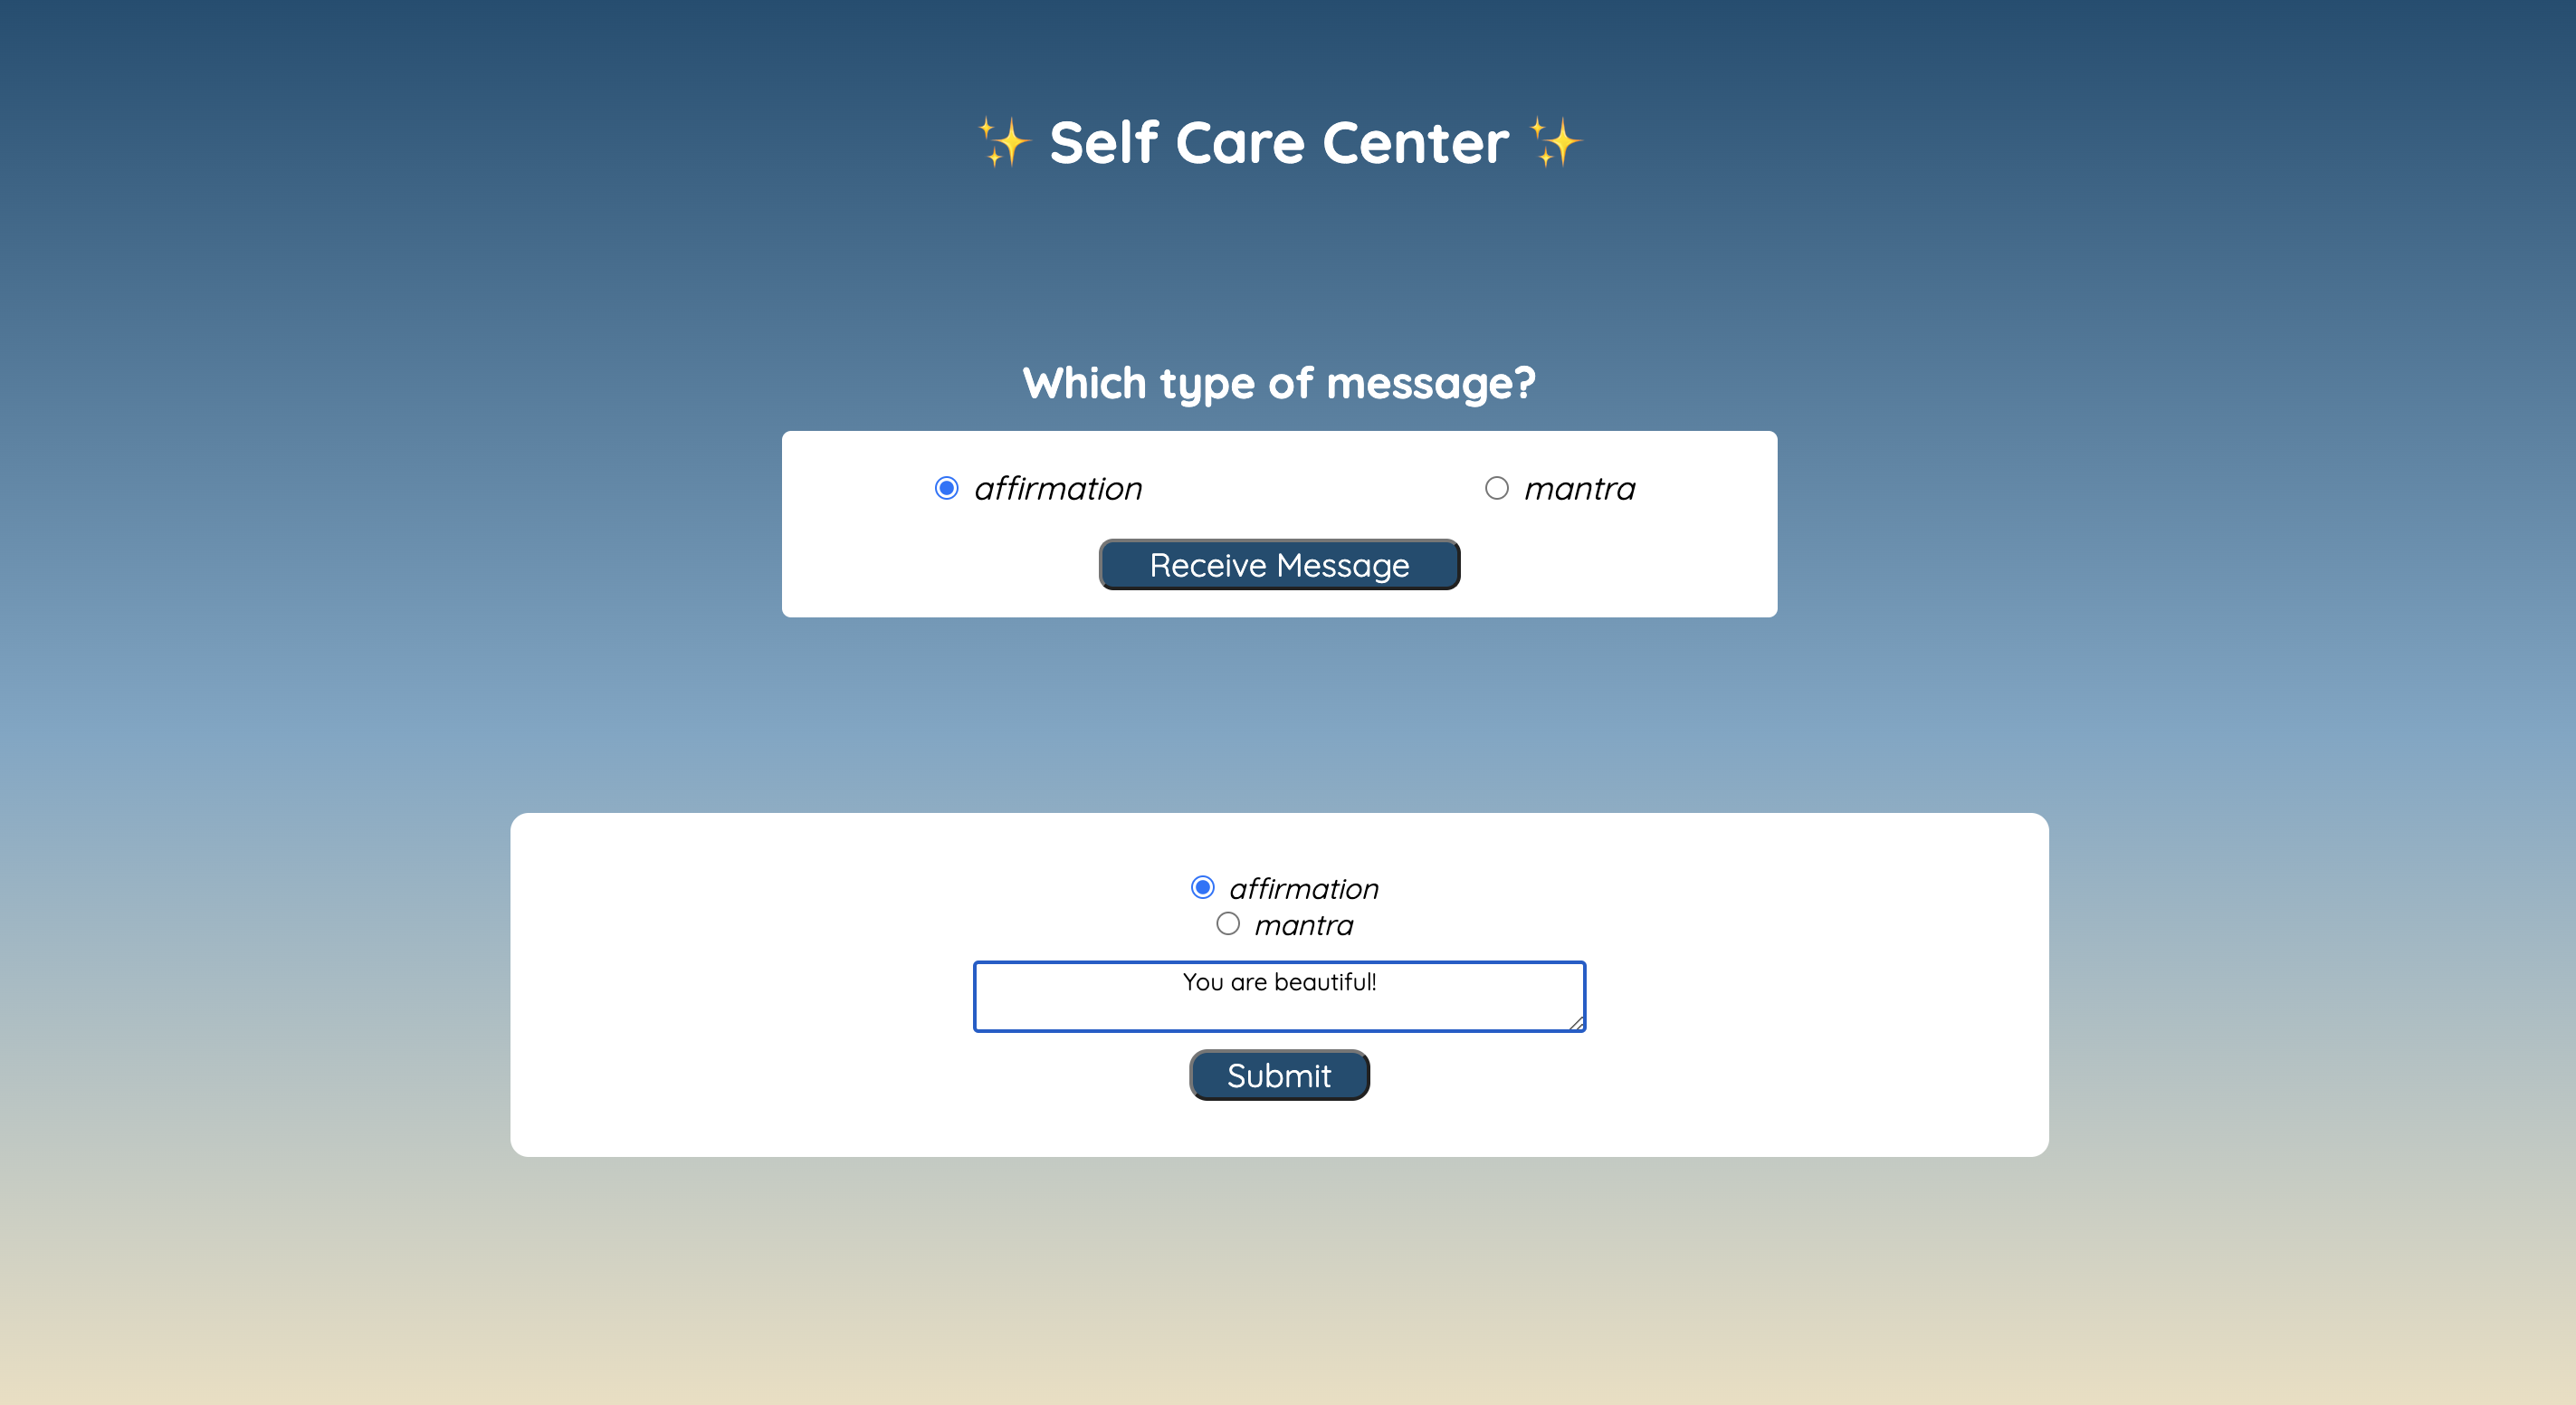 ✨ Self Care Center ✨
Which type of message?
affirmation mantra
Receive Message
affirmation
mantra
You are beautiful!
Submit